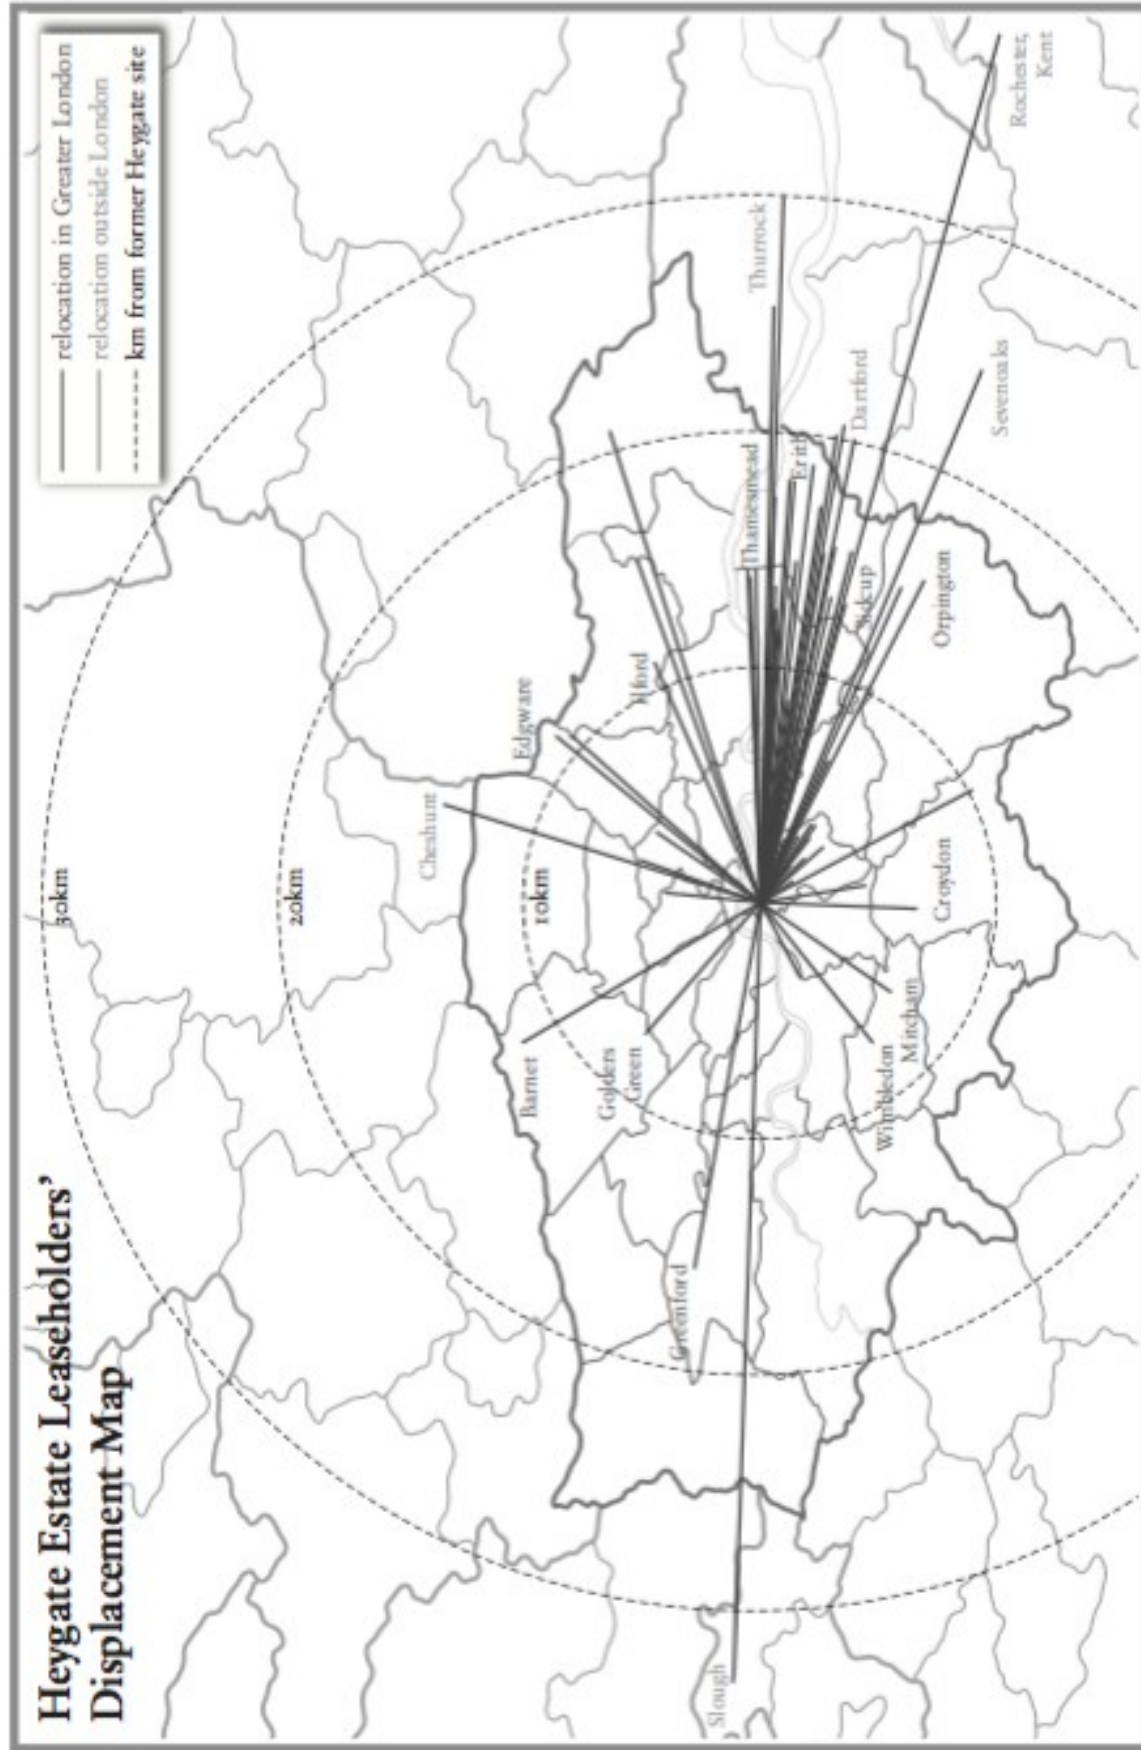 Heygate Estate Leaseholders'
Displacement Map
relocation in Greater London
relocation outside London
km from former Heygate site
30km
20km
10km
Cheshunt
Edgware
Barnet
Golders
Green
Ilford
Greenford
Slough
Thamesmead
Thurrock
Erith
Dartford
Sidcup
Wimbledon
Mitcham
Croydon
Orpington
Sevenoaks
Rochester,
Kent